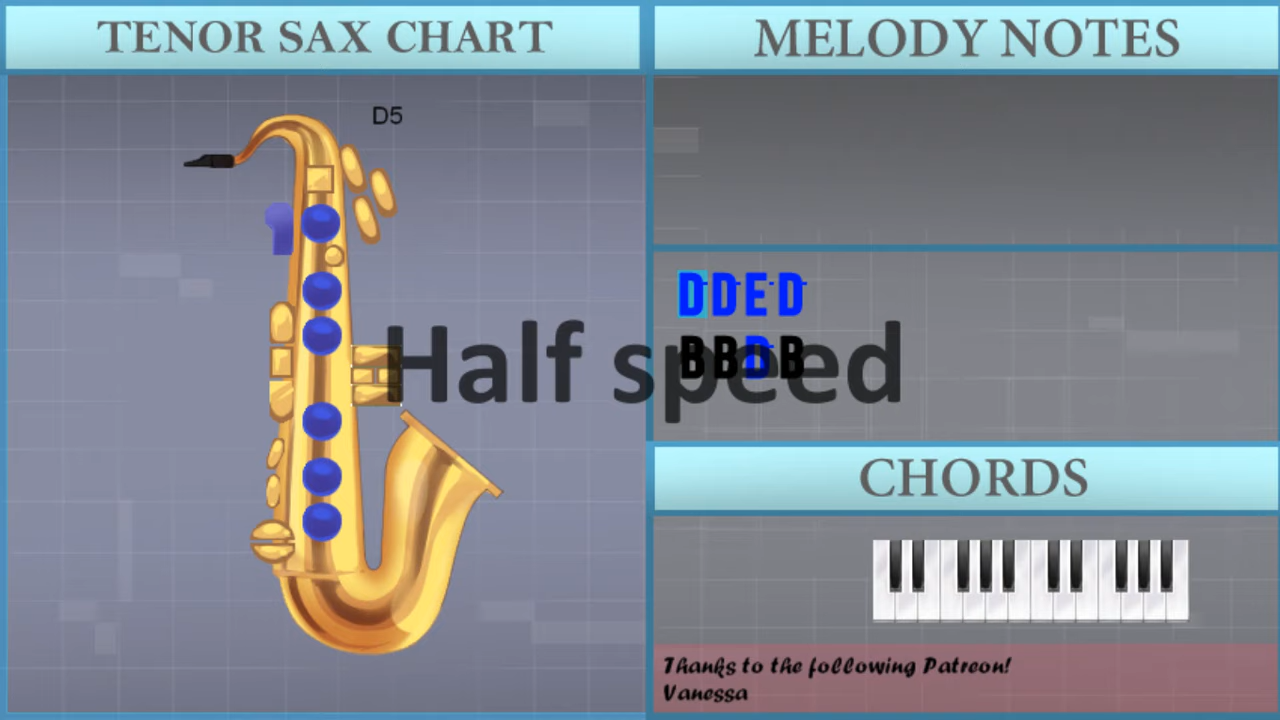 TENOR SAX CHART
MELODY NOTES
D5
DDED
BBDB
Half speed
CHORDS
Thanks to the following Patreon!
Vanessa